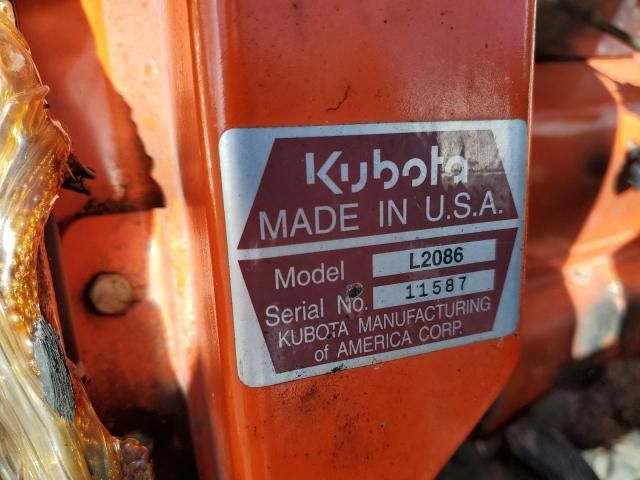 Kubota
MADE IN U.S.A.
Model L2086
Serial No. 11587
KUBOTA MANUFACTURING
of AMERICA CORP.